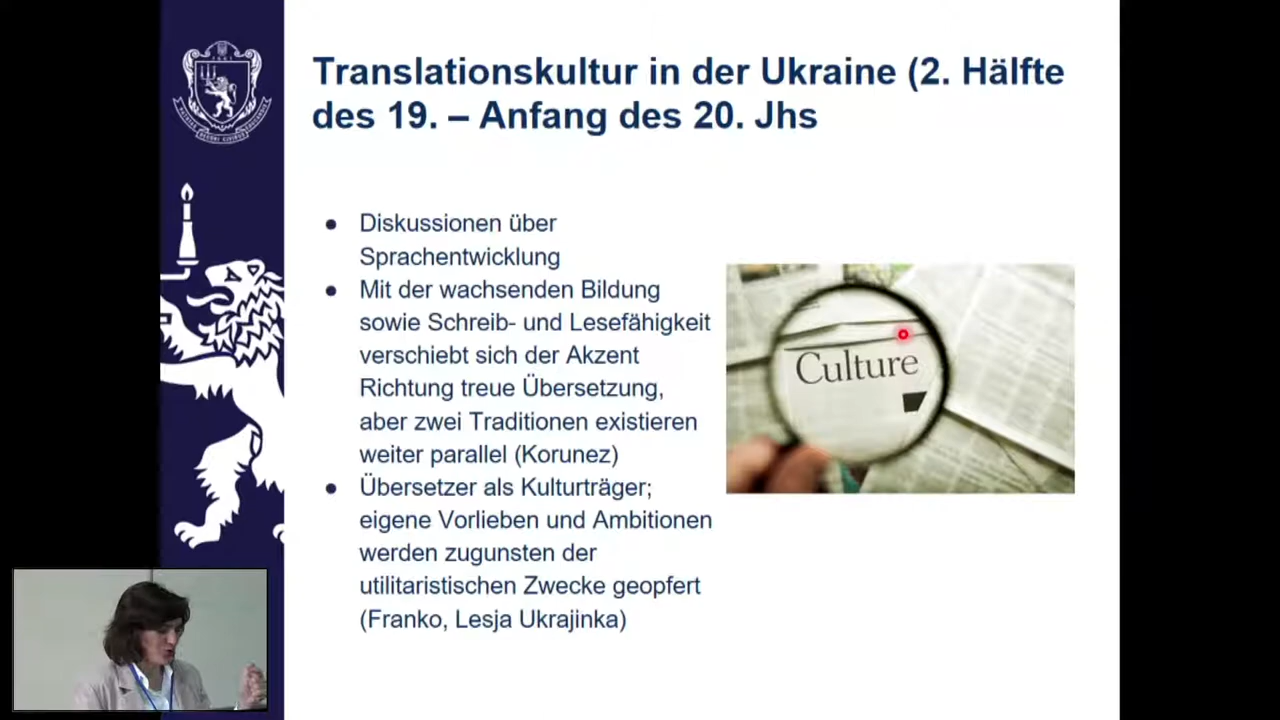 Translationskultur in der Ukraine (2. Hälfte
des 19. – Anfang des 20. Jhs
● Diskussionen über
Sprachentwicklung
● Mit der wachsenden Bildung
sowie Schreib- und Lesefähigkeit
verschiebt sich der Akzent
Richtung treue Übersetzung,
aber zwei Traditionen existieren
weiter parallel (Korunez)
● Übersetzer als Kulturträger;
eigene Vorlieben und Ambitionen
werden zugunsten der
utilitaristischen Zwecke geopfert
(Franko, Lesja Ukrajinka)
Culture